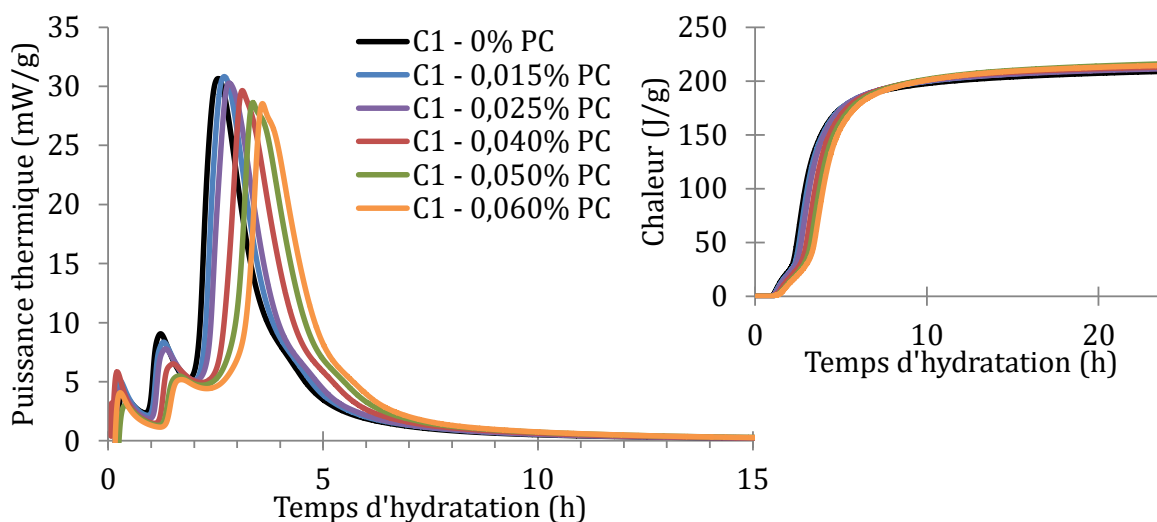 35
30
25
20
15
10
5
0
Puissance thermique (mW/g)
0
5
10
15
Temps d'hydratation (h)
C1 - 0% PC
C1 - 0,015% PC
C1 - 0,025% PC
C1 - 0,040% PC
C1 - 0,050% PC
C1 - 0,060% PC
250
200
150
100
50
0
Chaleur (J/g)
0
10
20
Temps d'hydratation (h)